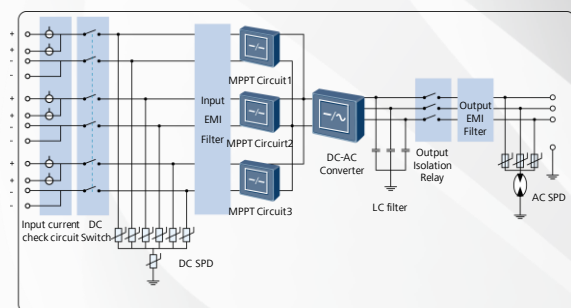 +
+
-
-
+
+
-
-
+
+
-
-
Input current
check circuit
DC
Switch
DC SPD
Input
EMI
Filter
MPPT Circuit1
MPPT Circuit2
MPPT Circuit3
DC-AC
Converter
LC filter
Output
Isolation
Relay
Output
EMI
Filter
AC SPD